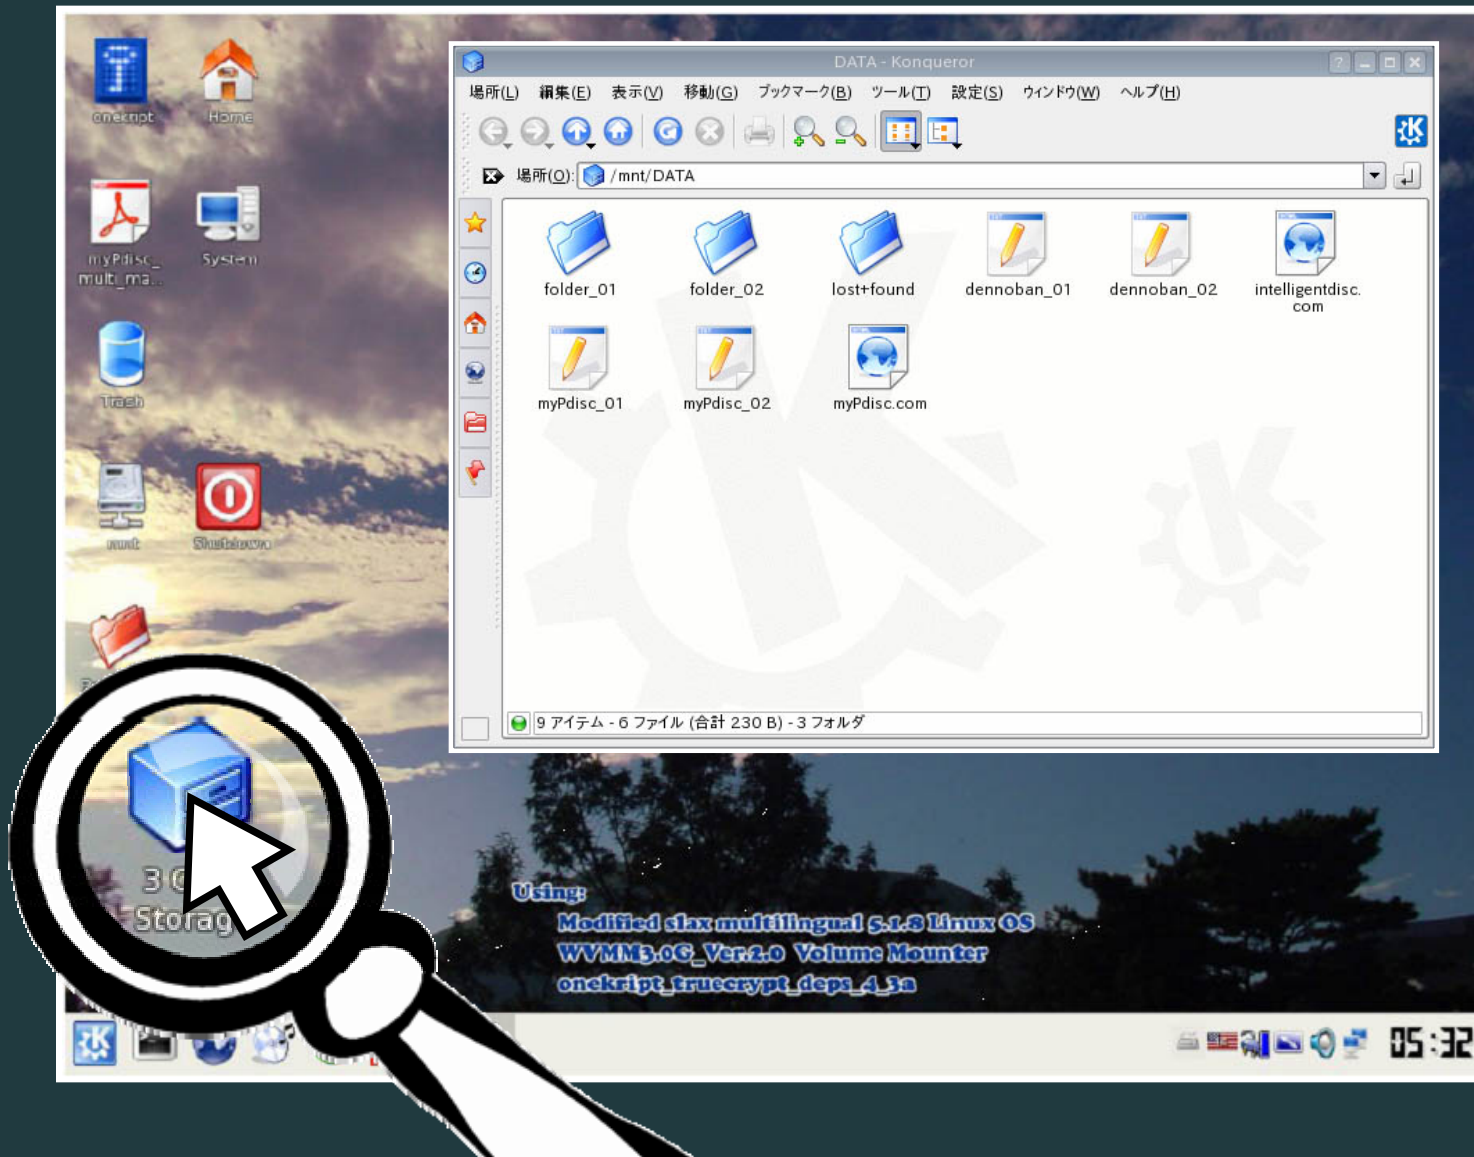 onekript
Home
myPdisc_
multi_ma...
System
Trash
mnt
Shutdown
DATA - Konqueror
場所(L) 編集(E) 表示(V) 移動(G) ブックマーク(B) ツール(T) 設定(S) ウィンドウ(W) ヘルプ(H)
場所(O): /mnt/DATA
folder_01 folder_02 lost+found dennoban_01 dennoban_02 intelligentdisc.
com
myPdisc_01 myPdisc_02 myPdisc.com
9 アイテム - 6 ファイル (合計 230 B) - 3 フォルダ
3
Storag
Using:
Modified slax multilingual 5.1.8 Linux OS
WVMM3.0G_Ver.2.0 Volume Mounter
onekript_truecrypt_deps_4_3a
05:32